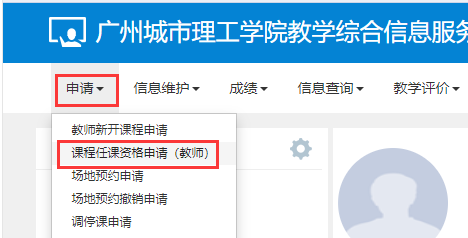 广州城市理工学院教学综合信息服务
申请 信息维护 成绩 信息查询 教学评价
教师新开课程申请
课程任课资格申请（教师）
场地预约申请
场地预约撤销申请
调停课申请